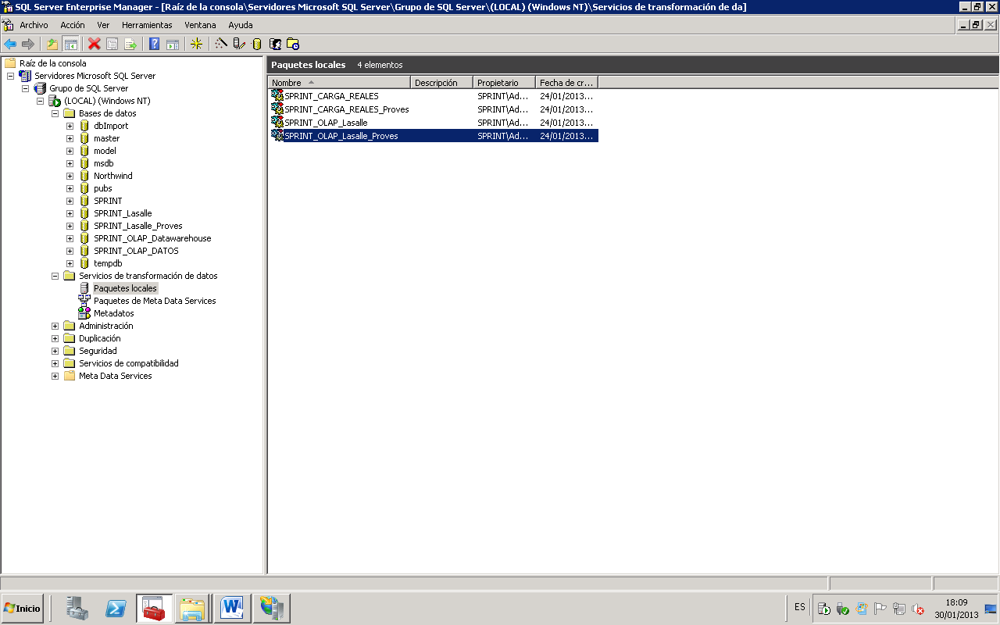 SQL Server Enterprise Manager - [Raíz de la consola\Servidores Microsoft SQL Server\Grupo de SQL Server\(LOCAL) (Windows NT)\Servicios de transformación de da]
Archivo Acción Ver Herramientas Ventana Ayuda
Raíz de la consola
Servidores Microsoft SQL Server
Grupo de SQL Server
(LOCAL) (Windows NT)
Bases de datos
dbImport
master
model
msdb
Northwind
pubs
SPRINT
SPRINT_Lasalle
SPRINT_Lasalle_Proves
SPRINT_OLAP_Datawarehouse
SPRINT_OLAP_DATOS
tempdb
Servicios de transformación de datos
Paquetes locales
Paquetes de Meta Data Services
Metadatos
Administración
Duplicación
Seguridad
Servicios de compatibilidad
Meta Data Services
Paquetes locales 4 elementos
Nombre Descripción Propietario Fecha de cr...
SPRINT_CARGA_REALES SPRINT\Ad... 24/01/2013...
SPRINT_CARGA_REALES_Proves SPRINT\Ad... 24/01/2013...
SPRINT_OLAP_Lasalle SPRINT\Ad... 24/01/2013...
SPRINT_OLAP_Lasalle_Proves SPRINT\Ad... 24/01/2013...
Inicio
ES
18:09
30/01/2013